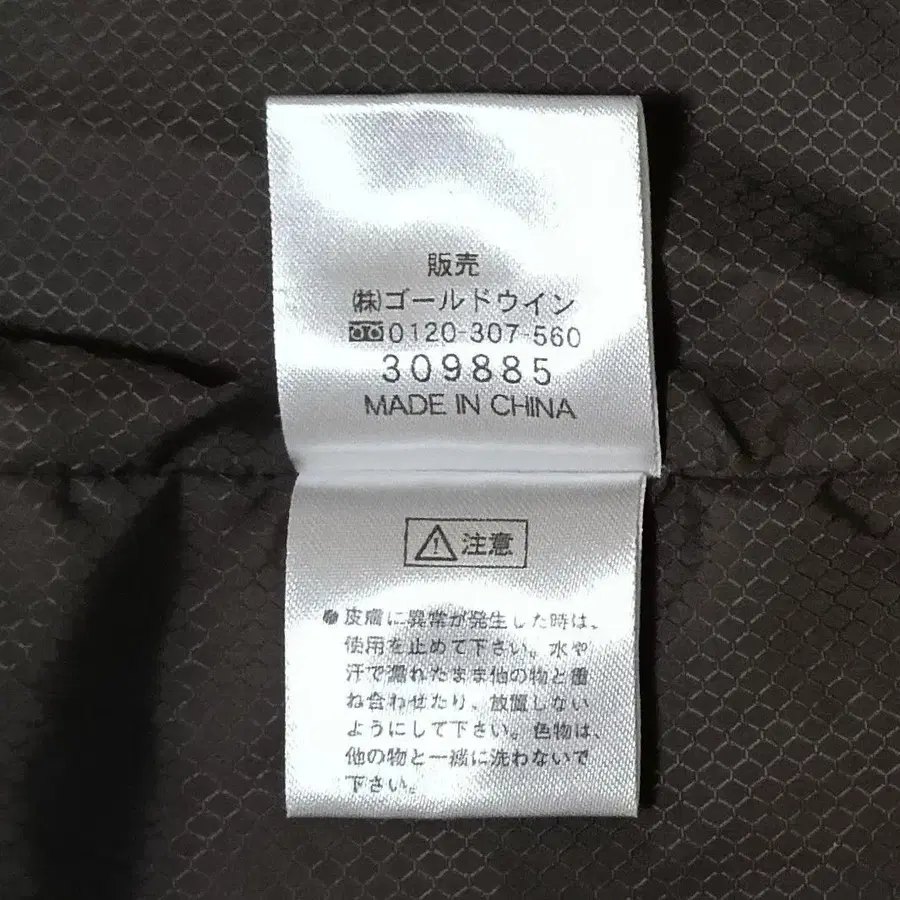 販売
㈱ゴールドウイン
0120-307-560
309885
MADE IN CHINA
注意
●皮膚に異常が発生した時は、
使用を止めて下さい。水や
汗で濡れたまま他の物と重
ね合わせたり、放置しない
ようにして下さい。色物は、
他の物と一緒に洗わないで
下さい。